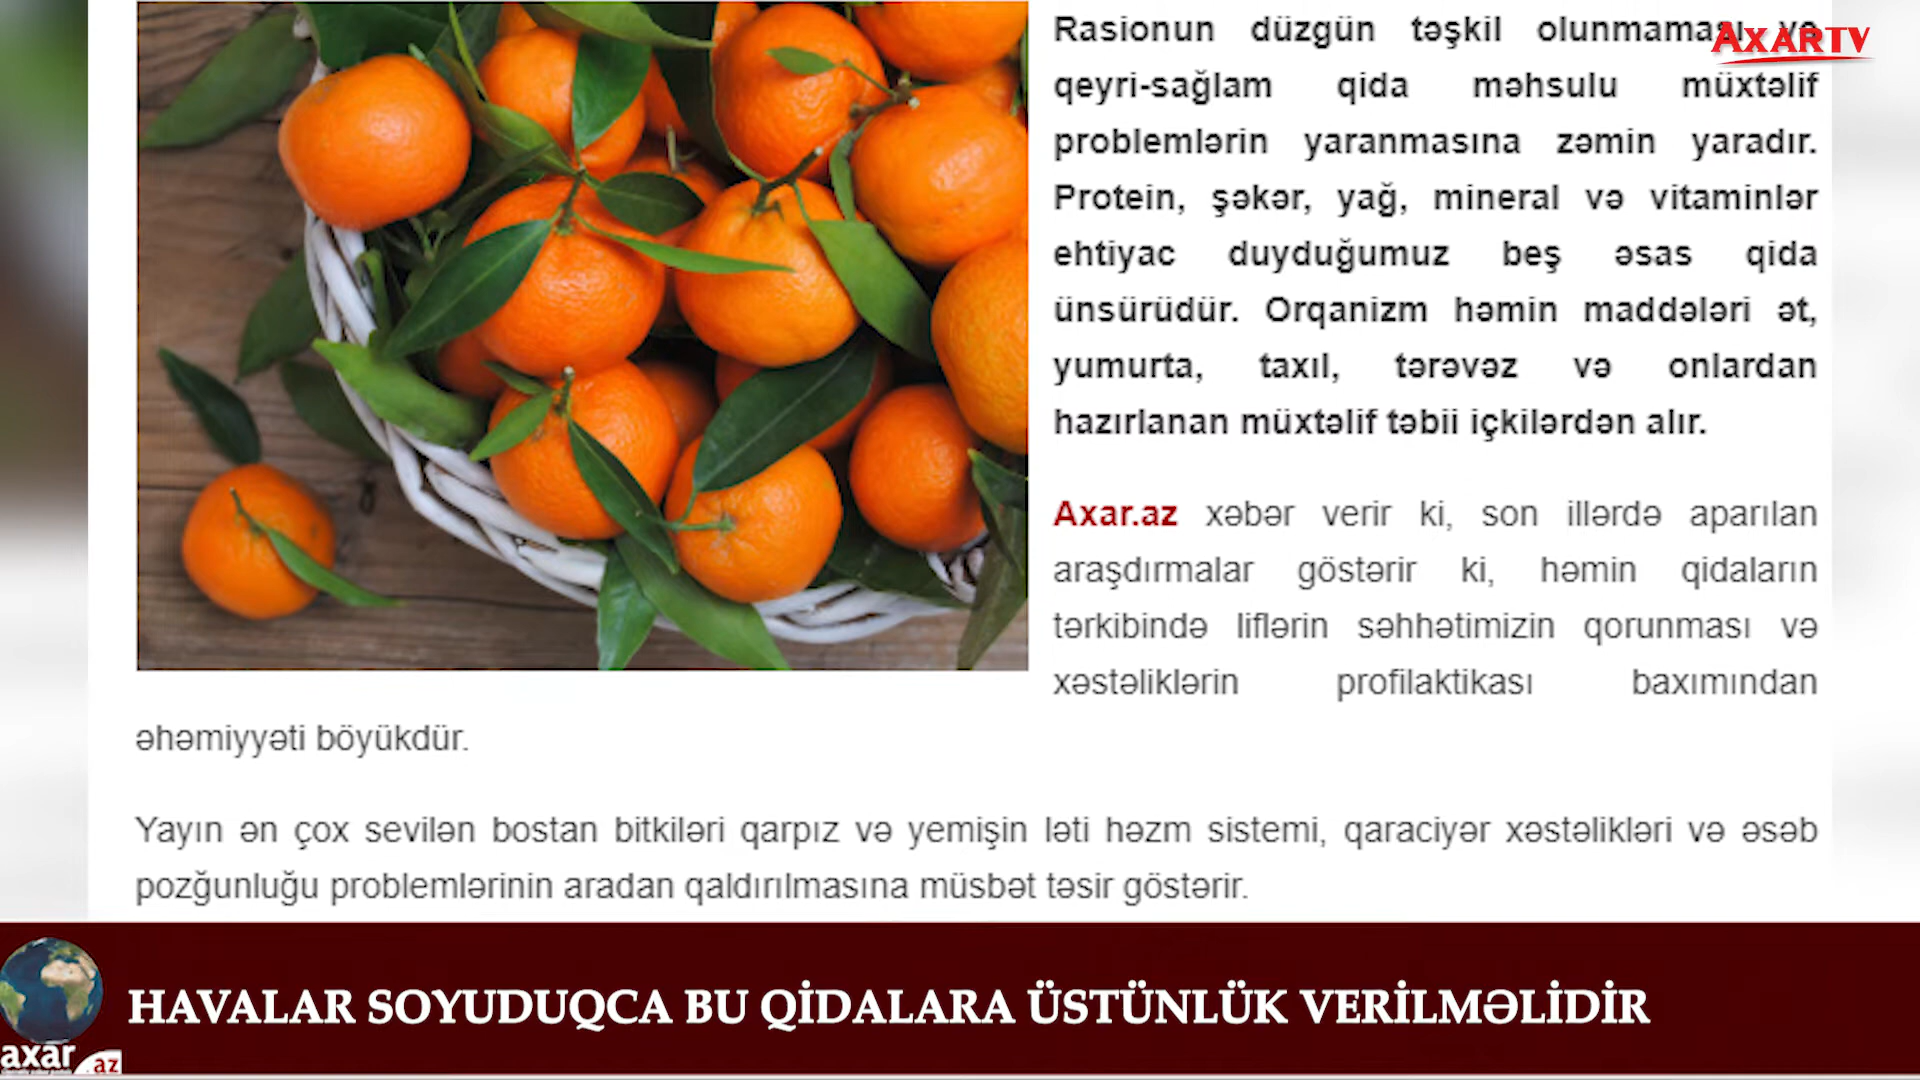 Rasionun düzgün təşkil olunmaması və
AXARTV
qeyri-sağlam qida məhsulu müxtəlif
problemlərin yaranmasına zəmin yaradır.
Protein, şəkər, yağ, mineral və vitaminlər
ehtiyac duyduğumuz beş əsas qida
ünsürüdür. Orqanizm həmin maddələri ət,
yumurta, taxıl, tərəvəz və onlardan
hazırlanan müxtəlif təbii içkilərdən alır.
Axar.az xəbər verir ki, son illərdə aparılan
araşdırmalar göstərir ki, həmin qidaların
tərkibində liflərin səhhətimizin qorunması və
xəstəliklərin profilaktikası baxımından
əhəmiyyəti böyükdür.
Yayın ən çox sevilən bostan bitkiləri qarpız və yemişin ləti həzm sistemi, qaraciyər xəstəlikləri və əsəb
pozğunluğu problemlərinin aradan qaldırılmasına müsbət təsir göstərir.
HAVALAR SOYUDUQCA BU QİDALARA ÜSTÜNLÜK VERİLMƏLİDİR
axar
.az